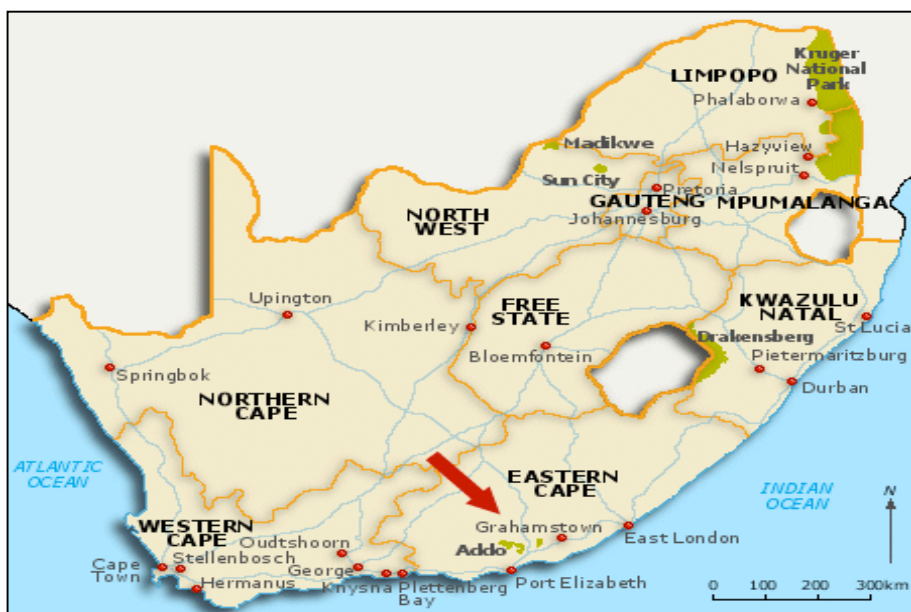 Kruger
National
Park
LIMPOPO
Phalaborwa
Madikwe
Hazyview
Sun City
Nelspruit
Pretoria
GAUTENG
MPUMALANGA
NORTH
WEST
Johannesburg
Upington
FREE
STATE
KWAZULU
NATAL
Kimberley
St Lucia
Drakensberg
Bloemfontein
Pietermaritzburg
Springbok
Durban
NORTHERN
CAPE
ATLANTIC
OCEAN
EASTERN
CAPE
INDIAN
OCEAN
N
WESTERN
CAPE
Grahamstown
Oudtshoorn
Addo
East London
Stellenbosch
Cape
Town
George
Hermanus
Knysna Plettenberg
Bay
Port Elizabeth
0 100 200 300km